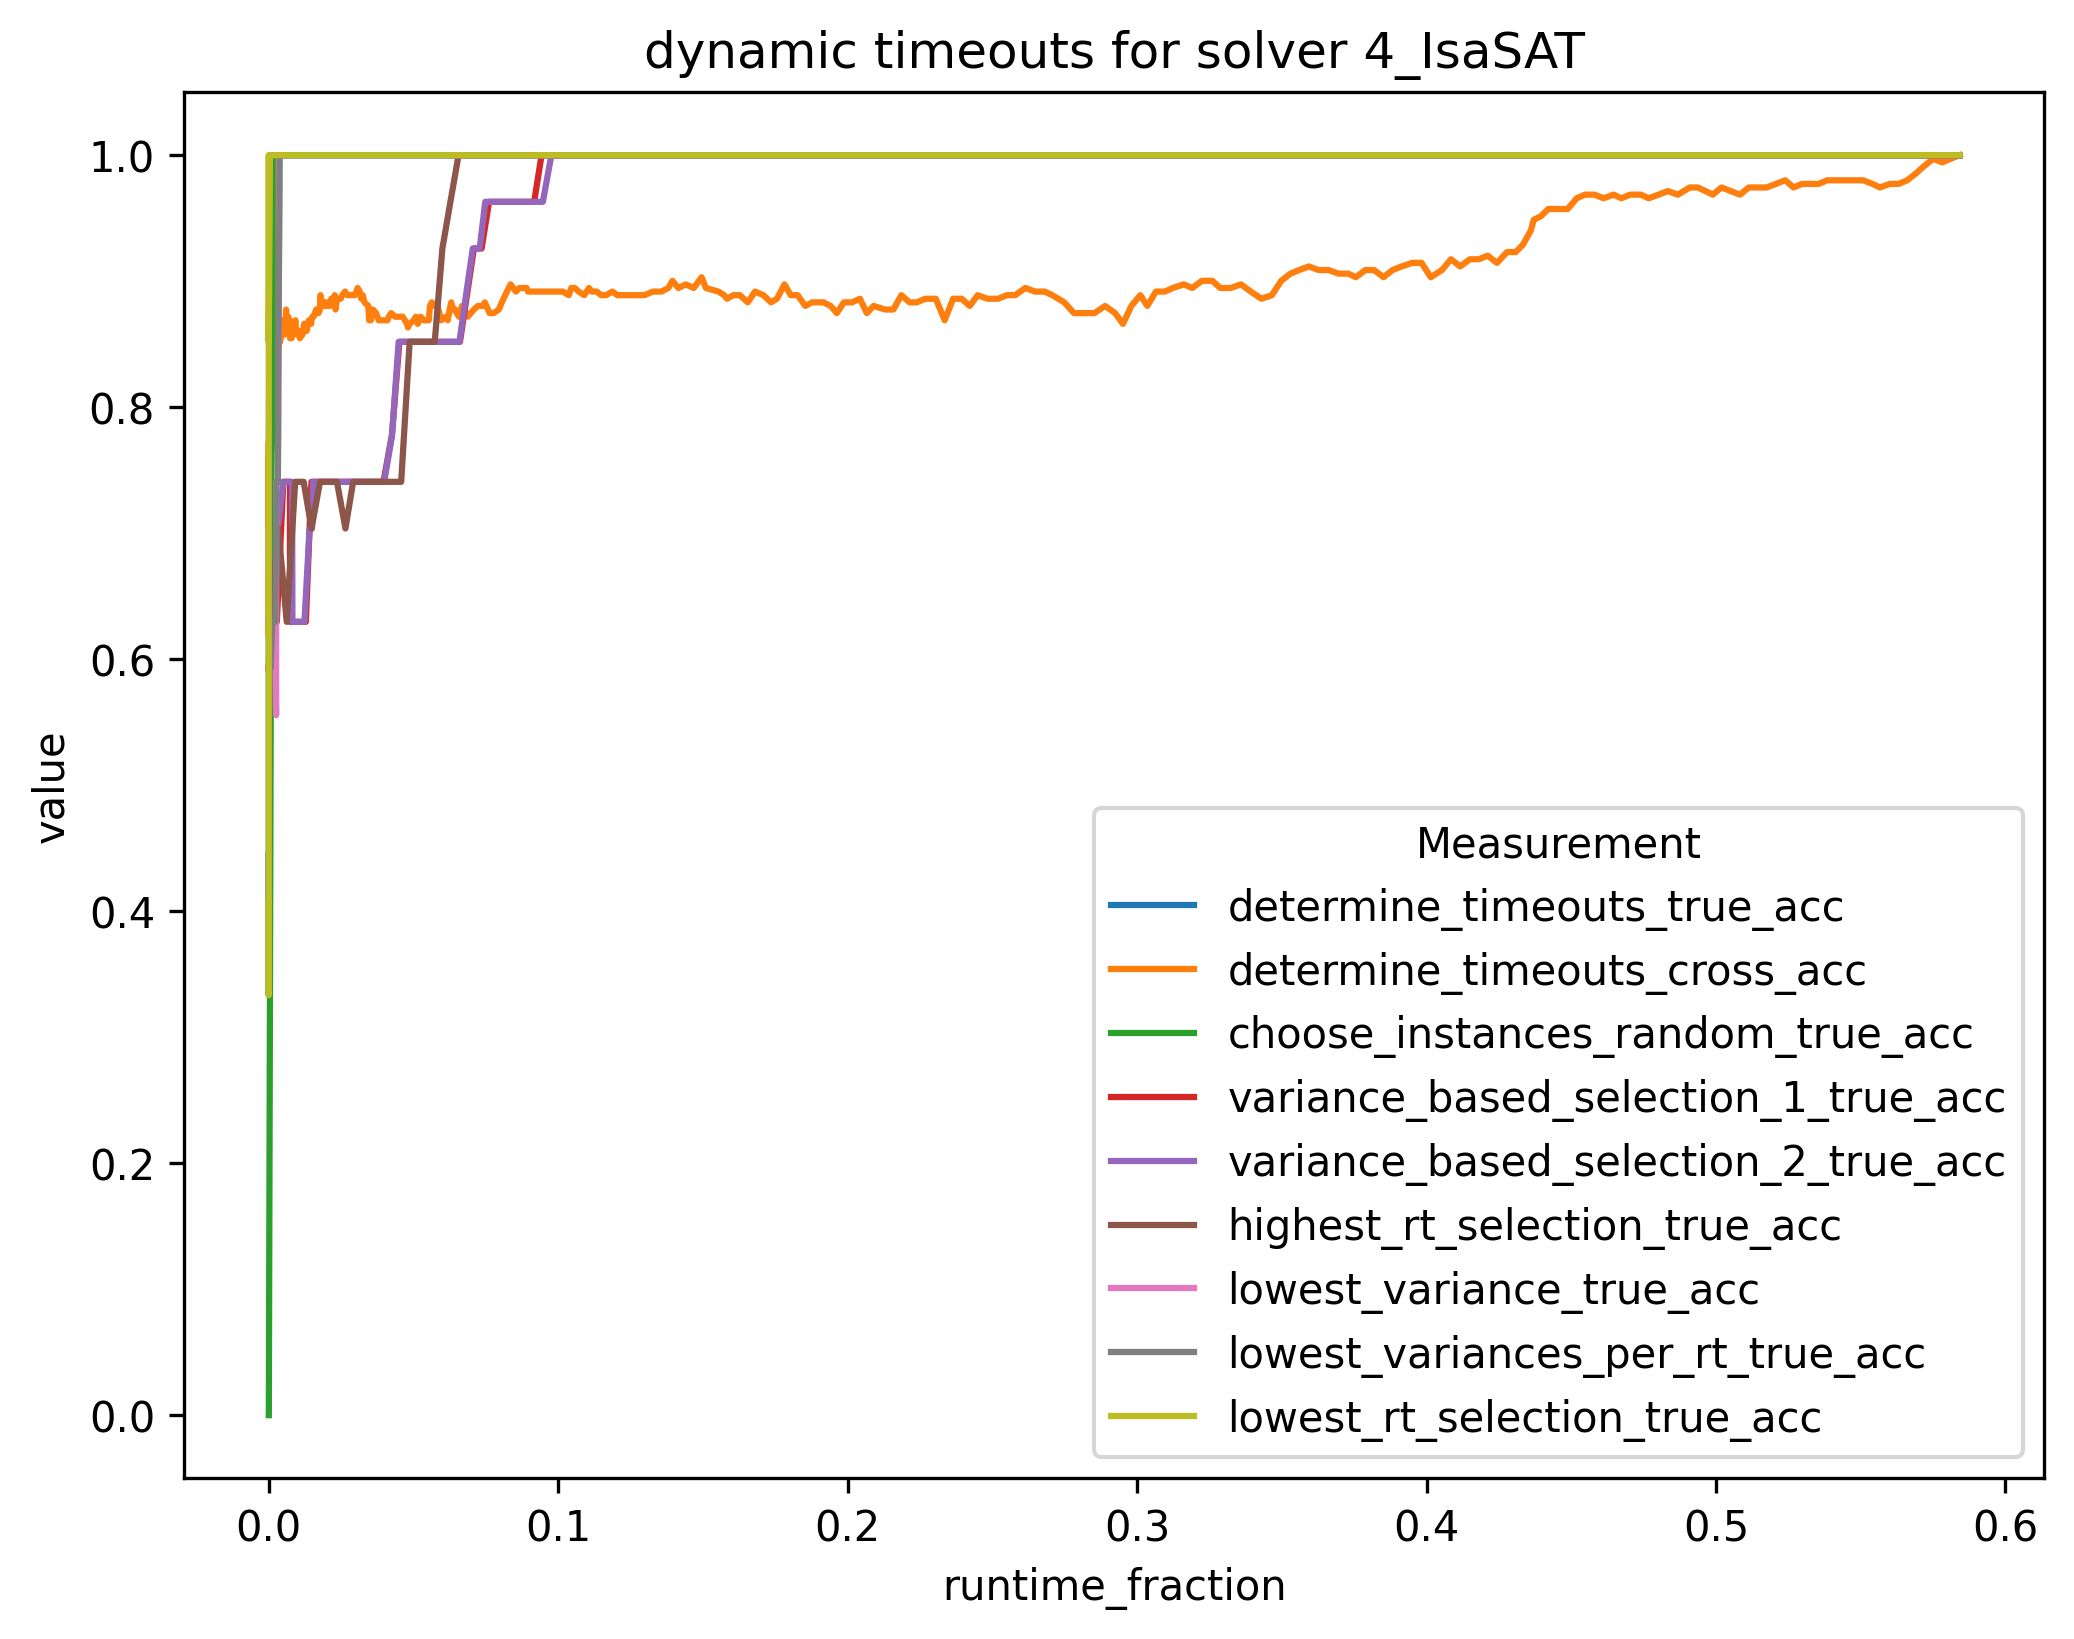 dynamic timeouts for solver 4_IsaSAT
1.0
0.8
0.6
0.4
0.2
0.0
value
Measurement
determine_timeouts_true_acc
determine_timeouts_cross_acc
choose_instances_random_true_acc
variance_based_selection_1_true_acc
variance_based_selection_2_true_acc
highest_rt_selection_true_acc
lowest_variance_true_acc
lowest_variances_per_rt_true_acc
lowest_rt_selection_true_acc
0.0 0.1 0.2 0.3 0.4 0.5 0.6
runtime_fraction